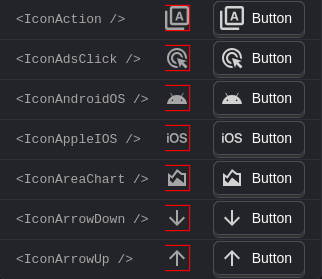 <IconAction /> A A Button
<IconAdsClick /> Button
<IconAndroidOS /> Button
<IconAppleIOS /> iOS iOS Button
<IconAreaChart /> Button
<IconArrowDown /> Button
<IconArrowUp /> Button